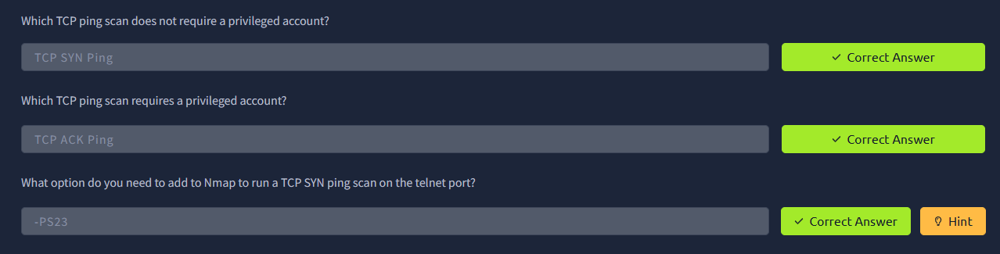 Which TCP ping scan does not require a privileged account?
TCP SYN Ping
Correct Answer
Which TCP ping scan requires a privileged account?
TCP ACK Ping
Correct Answer
What option do you need to add to Nmap to run a TCP SYN ping scan on the telnet port?
-PS23
Correct Answer
Hint